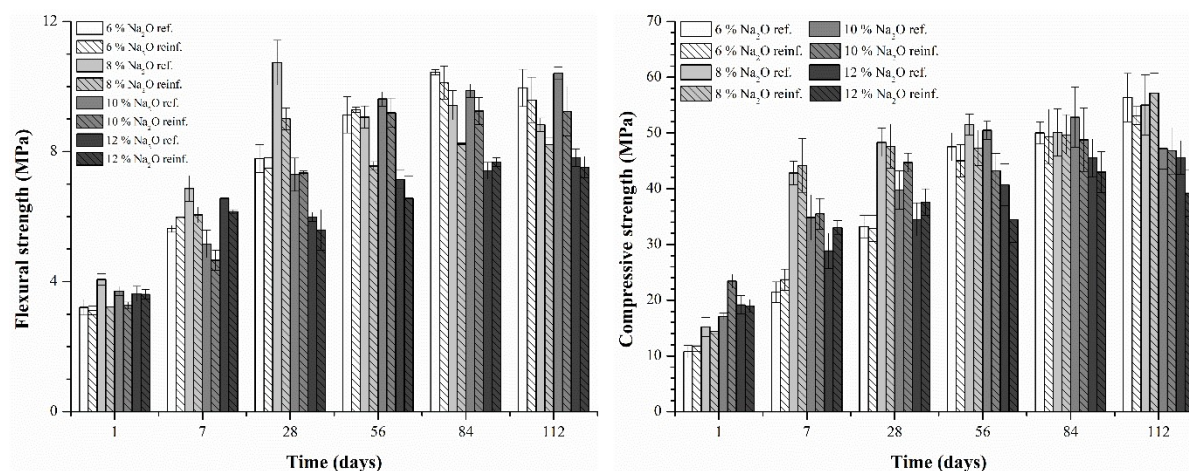 12
8
4
0
Flexural strength (MPa)
6 % Na2O ref.
6 % Na2O reinf.
8 % Na2O ref.
8 % Na2O reinf.
10 % Na2O ref.
10 % Na2O reinf.
12 % Na2O ref.
12 % Na2O reinf.
1 7 28 56 84 112
Time (days)
70
60
50
40
30
20
10
0
Compressive strength (MPa)
6 % Na2O ref.
6 % Na2O reinf.
8 % Na2O ref.
8 % Na2O reinf.
10 % Na2O ref.
10 % Na2O reinf.
12 % Na2O ref.
12 % Na2O reinf.
1 7 28 56 84 112
Time (days)